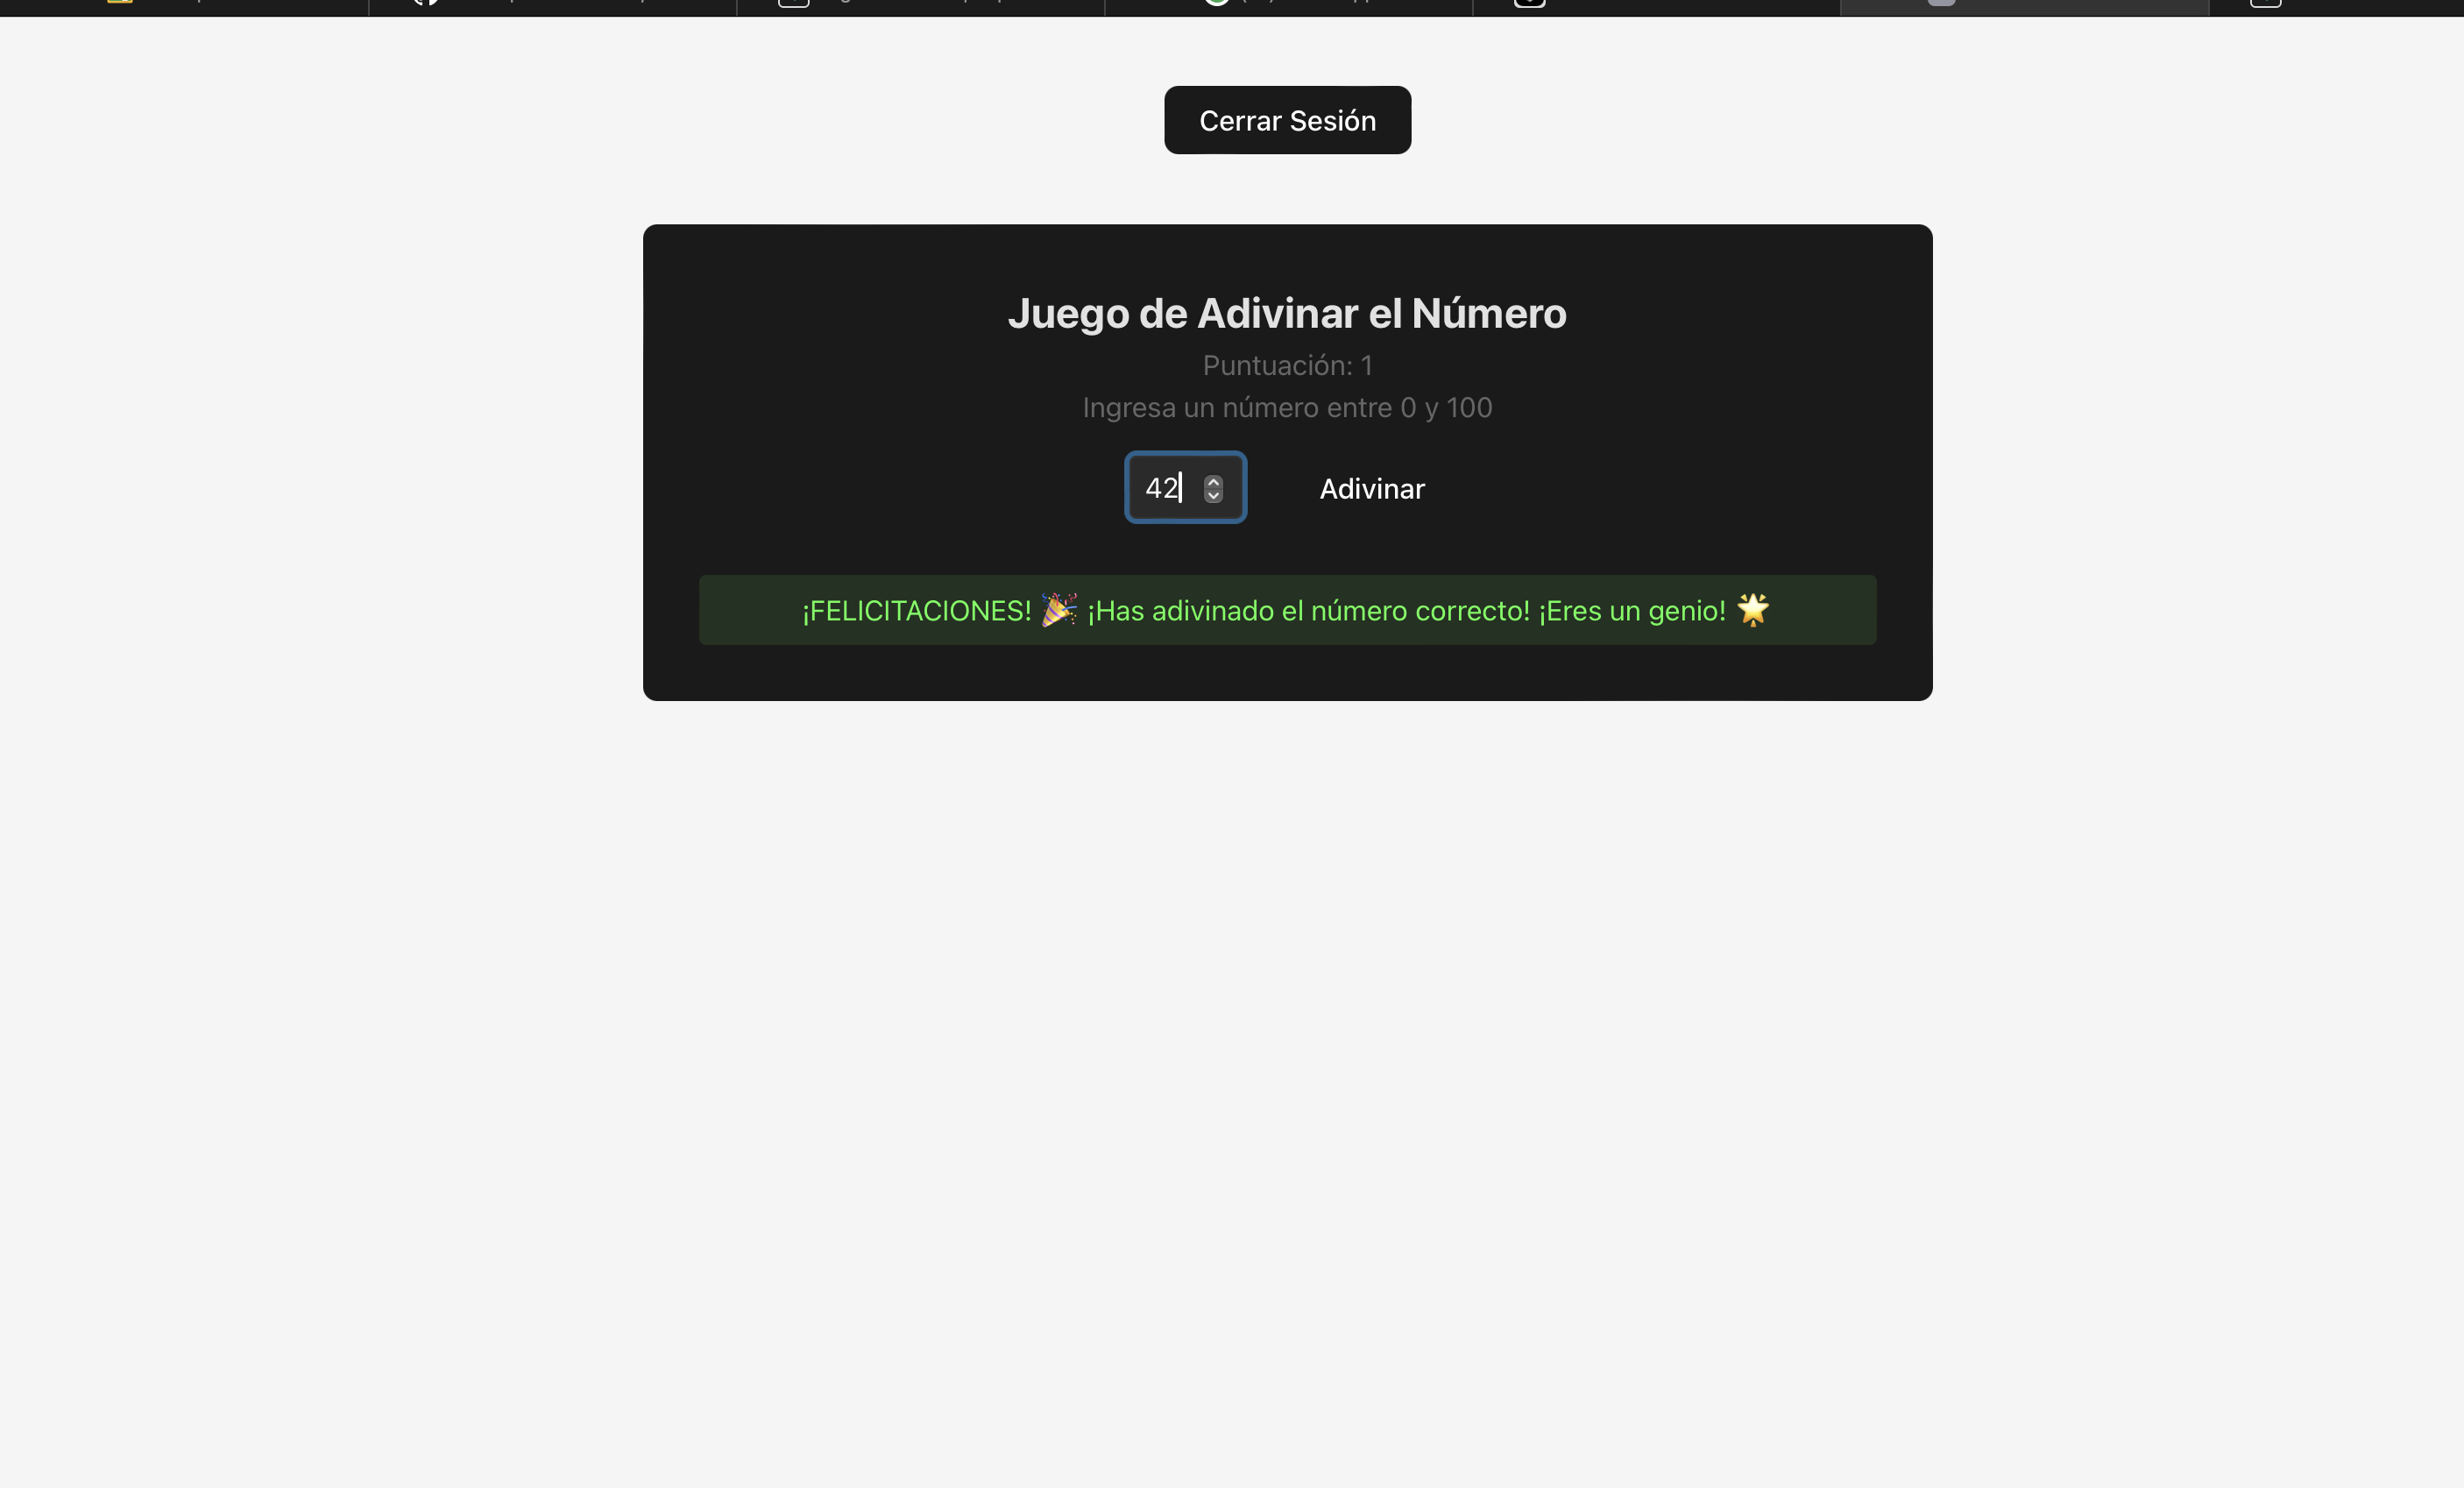 Cerrar Sesión
Juego de Adivinar el Número
Puntuación: 1
Ingresa un número entre 0 y 100
42 Adivinar
¡FELICITACIONES! 🎉 ¡Has adivinado el número correcto! ¡Eres un genio! 🌟